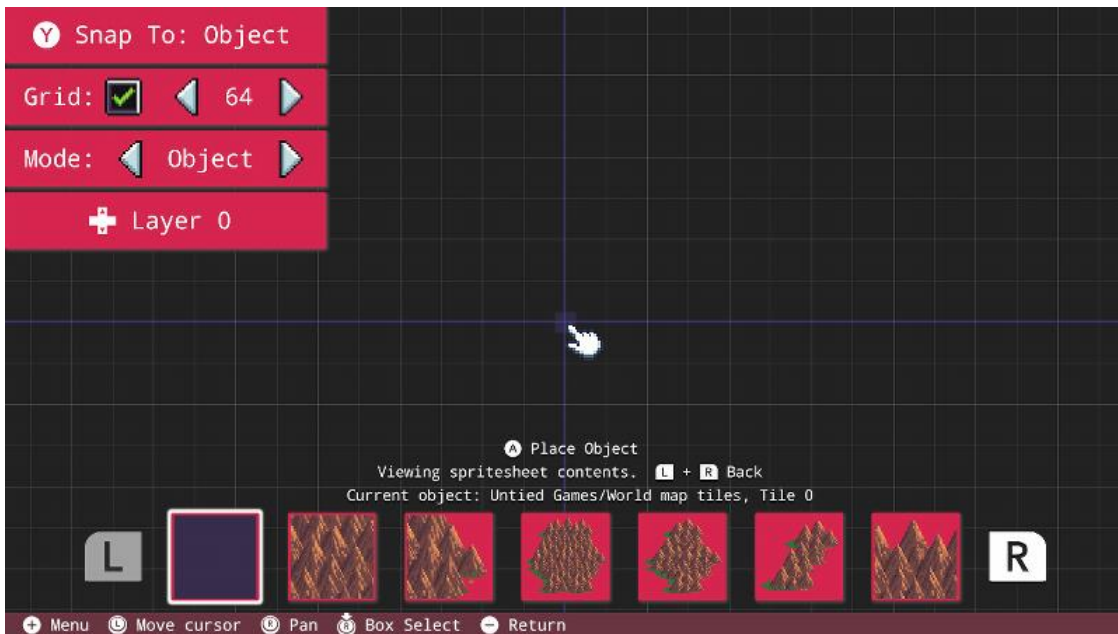 Y Snap To: Object
Grid: 64
Mode: Object
Layer 0
A Place Object
Viewing spritesheet contents. L + R Back
Current object: Untied Games/World map tiles, Tile 0
L R
+ Menu L Move cursor R Pan R Box Select - Return